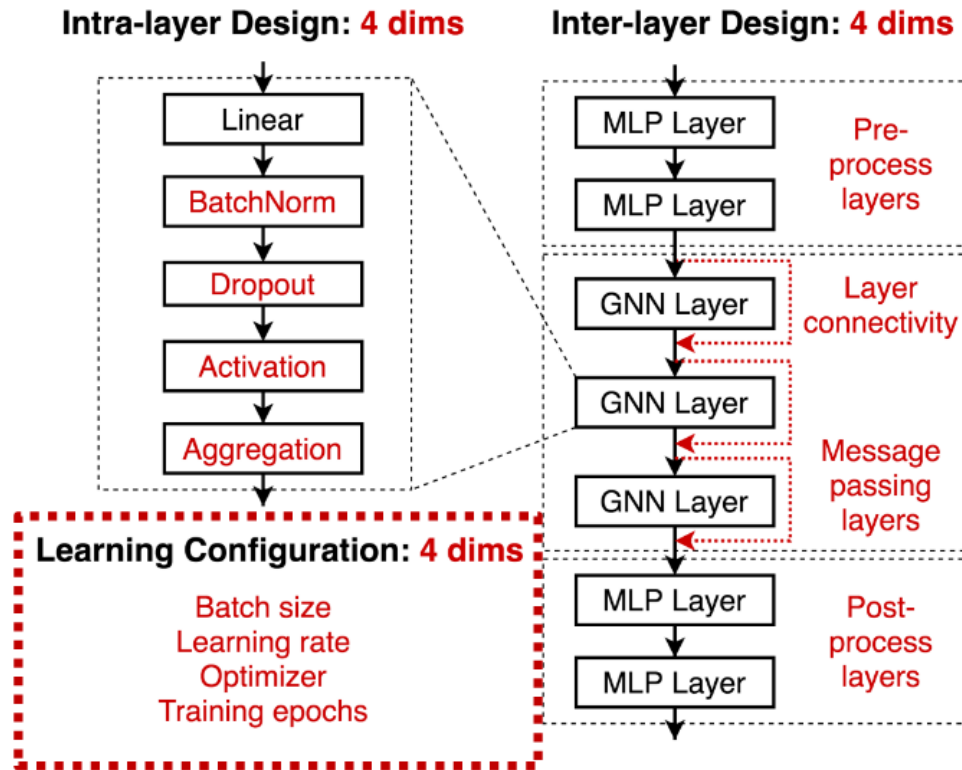 Intra-layer Design: 4 dims
Linear
BatchNorm
Dropout
Activation
Aggregation
Learning Configuration: 4 dims
Batch size
Learning rate
Optimizer
Training epochs
Inter-layer Design: 4 dims
MLP Layer
MLP Layer
Pre-
process
layers
GNN Layer
GNN Layer
GNN Layer
Layer
connectivity
Message
passing
layers
MLP Layer
MLP Layer
Post-
process
layers